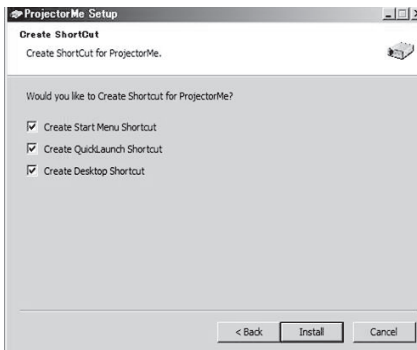 ProjectorMe Setup
Create ShortCut
Create ShortCut for ProjectorMe.
Would you like to Create Shortcut for ProjectorMe?
Create Start Menu Shortcut
Create QuickLaunch Shortcut
Create Desktop Shortcut
< Back Install Cancel